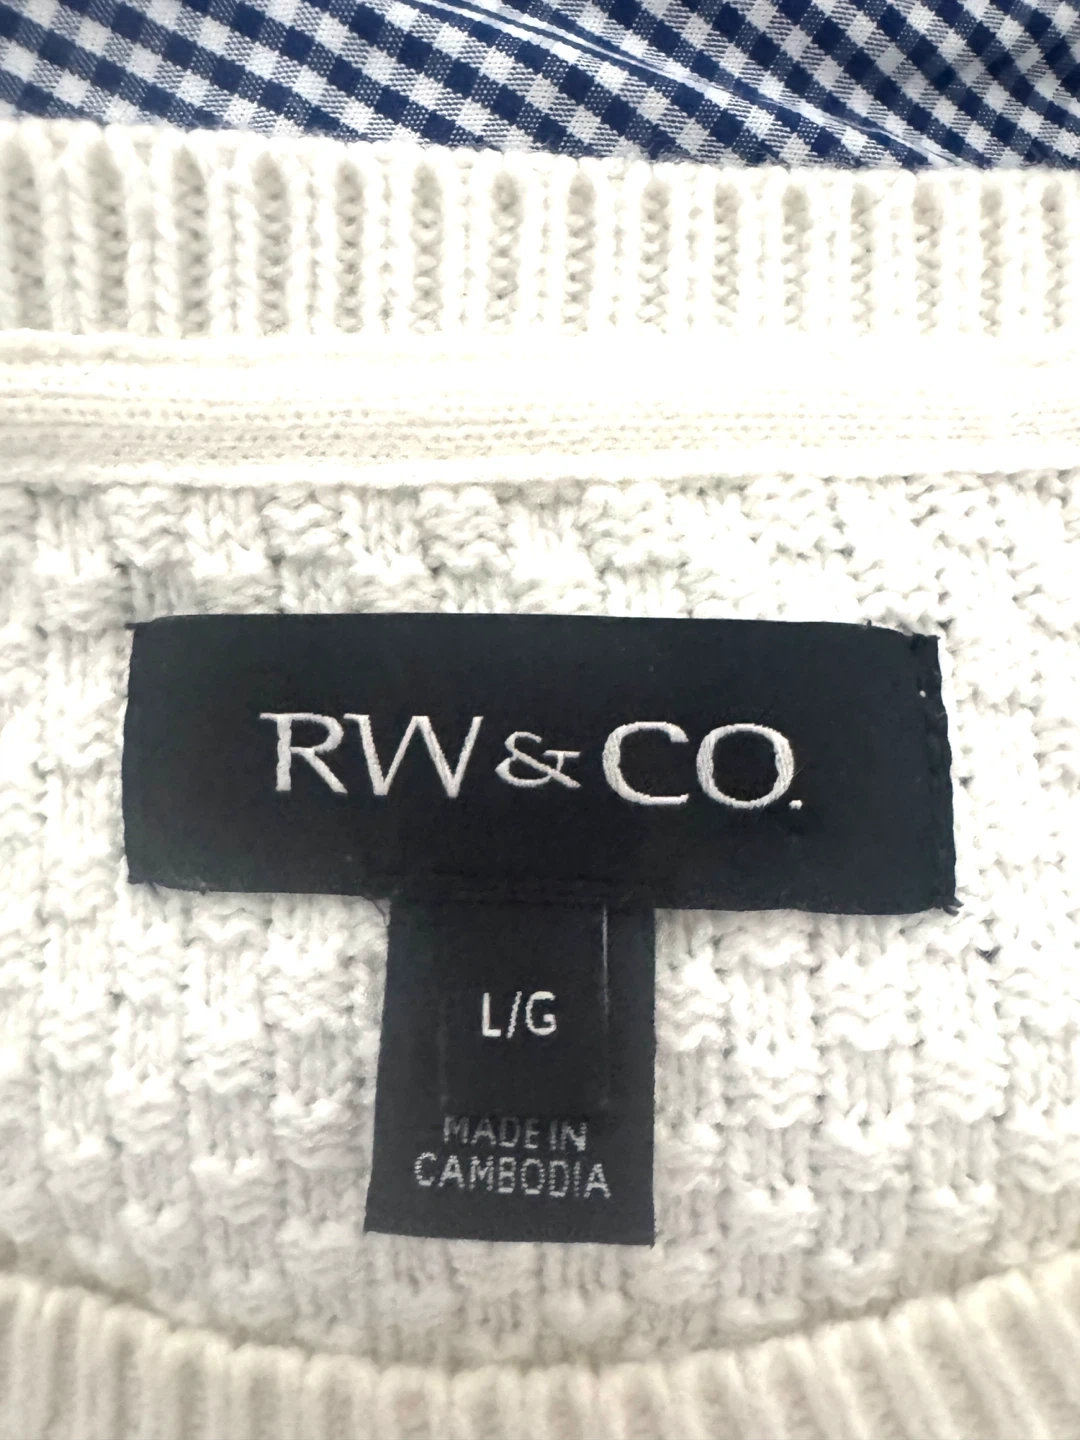 RW & CO.
L/G
MADE IN
CAMBODIA